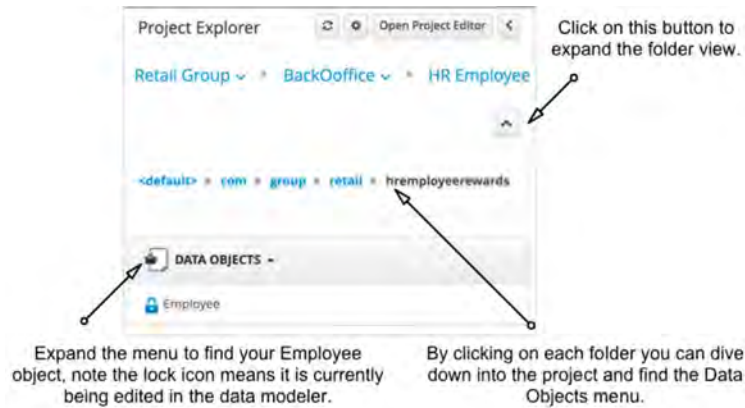 Project Explorer
Open Project Editor
Click on this button to
expand the folder view.
Retail Group
BackOoffice
HR Employee
<default> » com » group » retail » hremployeerewards
DATA OBJECTS
Employee
Expand the menu to find your Employee
object, note the lock icon means it is currently
being edited in the data modeler.
By clicking on each folder you can dive
down into the project and find the Data
Objects menu.